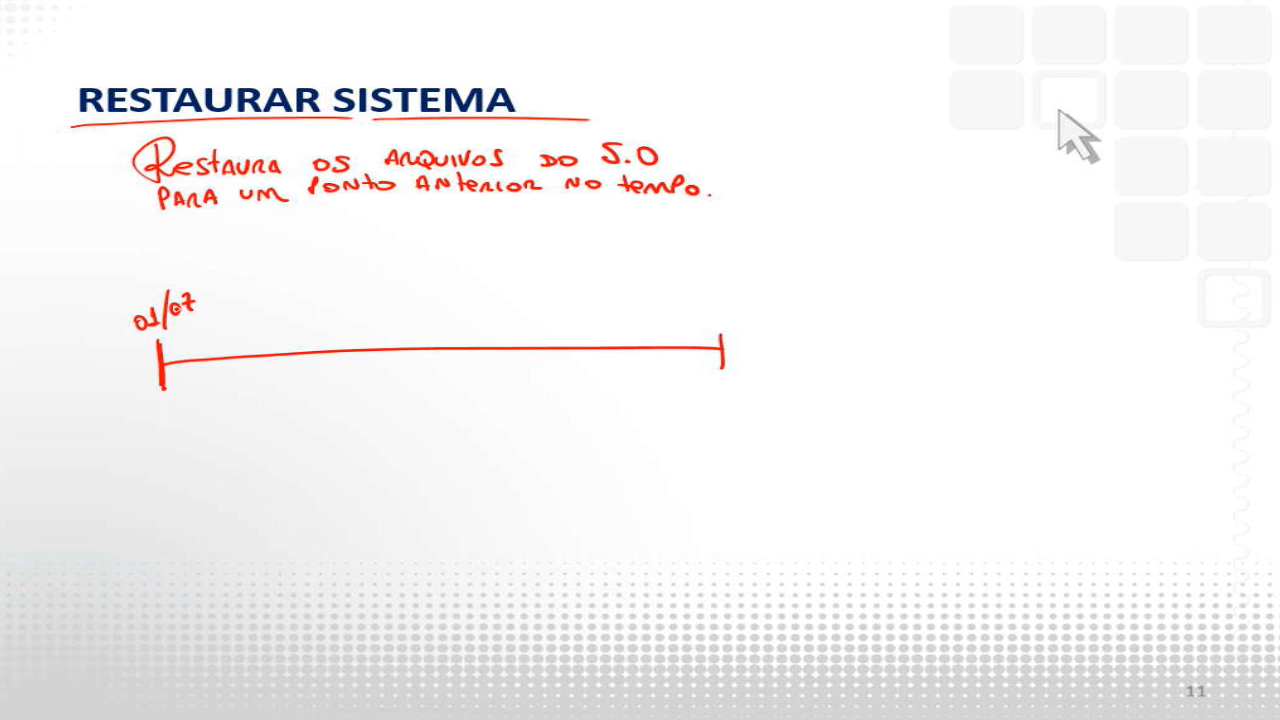 RESTAURAR SISTEMA
RESTAURA OS ARQUIVOS DO S.O
PARA UM PONTO ANTERIOR NO TEMPO.
01/07
11